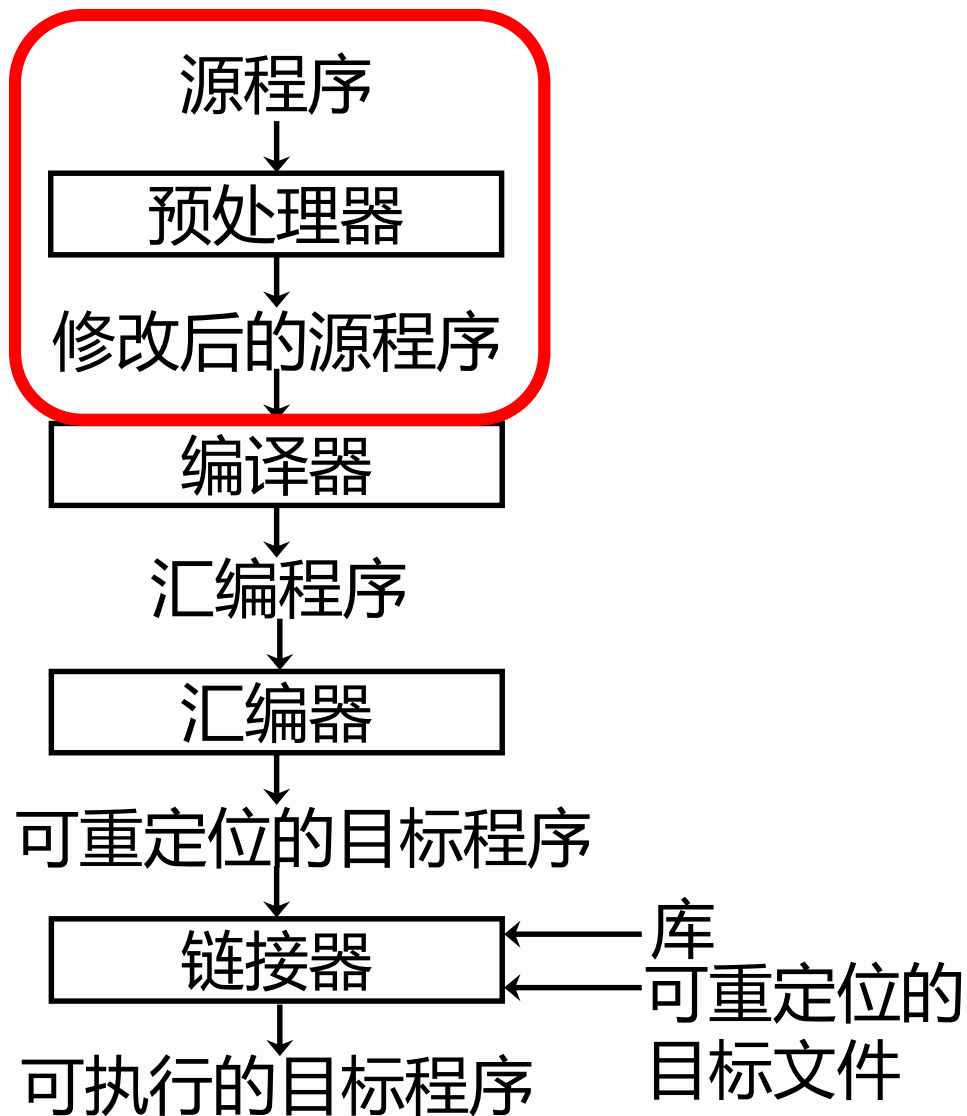 源程序
预处理器
修改后的源程序
编译器
汇编程序
汇编器
可重定位的目标程序
链接器
库
可重定位的
目标文件
可执行的目标程序